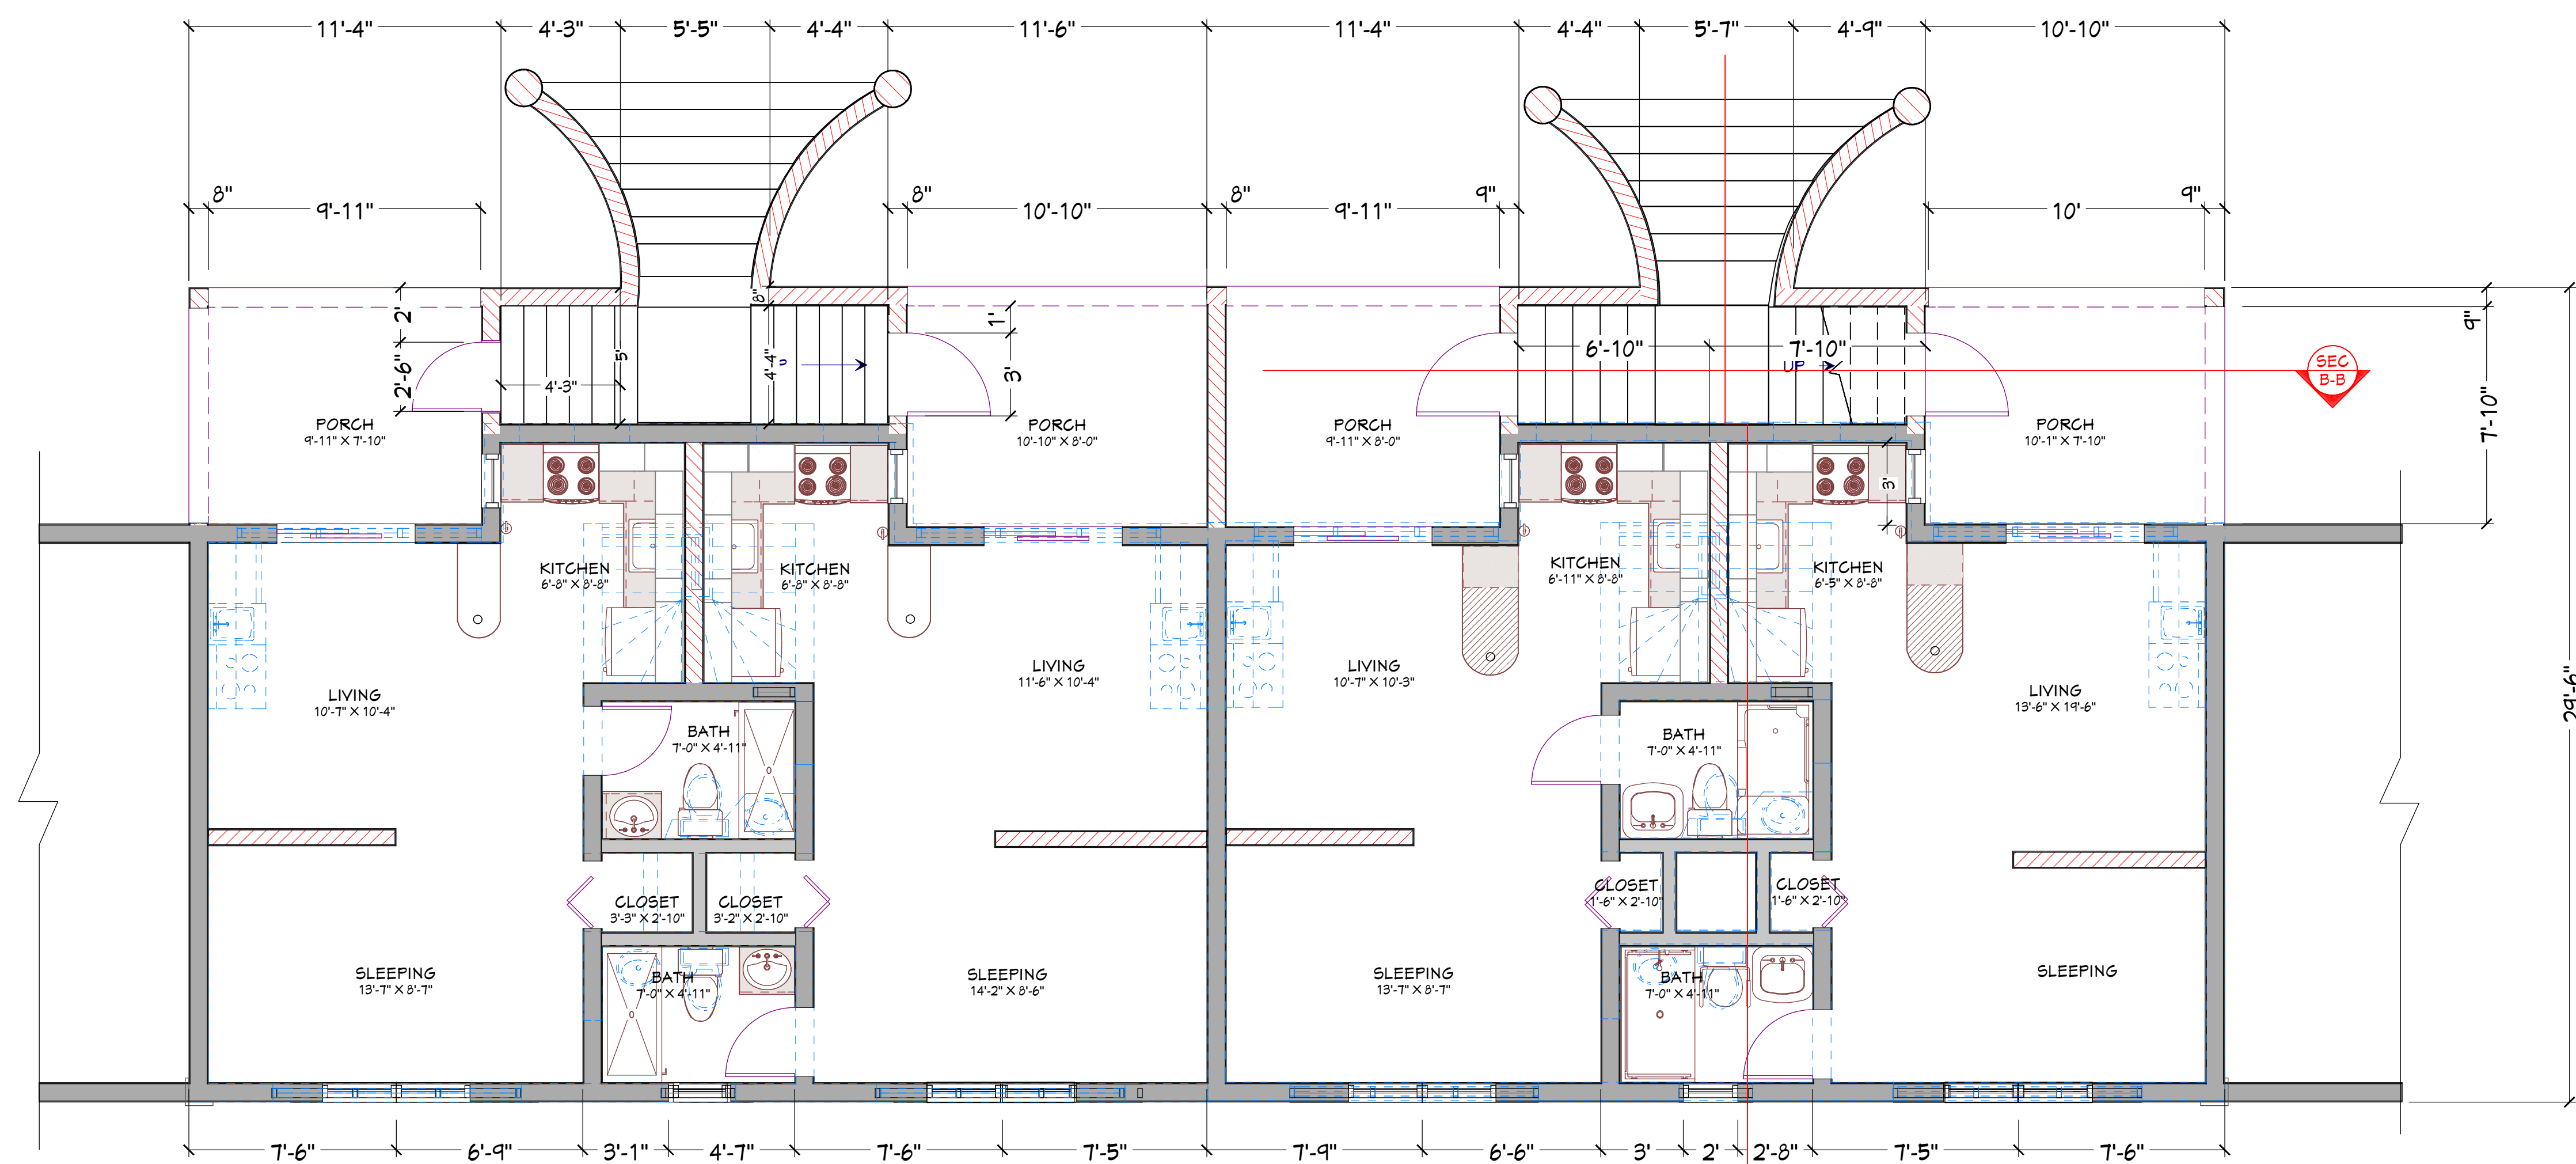 11'-4" 4'-3" 5'-5" 4'-4" 11'-6" 11'-4" 4'-4" 5'-7" 4'-9" 10'-10"
8" 8" 8" 9" 9"
9'-11" 10'-10" 9'-11" 10'
2'
8"
1'
9"
5'
4'-4"
2'-6"
4'-3"
3'
6'-10" 7'-10"
UP
SEC
B-B
7'-10"
PORCH
9'-11" X 7'-10"
PORCH
10'-10" X 8'-0"
PORCH
9'-11" X 8'-0"
PORCH
10'-1" X 7'-10"
3'
KITCHEN
6'-8" X 8'-8"
KITCHEN
6'-8" X 8'-8"
KITCHEN
6'-11" X 8'-8"
KITCHEN
6'-5" X 8'-8"
LIVING
10'-7" X 10'-4"
LIVING
11'-6" X 10'-4"
LIVING
10'-7" X 10'-3"
LIVING
13'-6" X 19'-6"
29'-6"
BATH
7'-0" X 4'-11"
BATH
7'-0" X 4'-11"
CLOSET
3'-3" X 2'-10"
CLOSET
3'-2" X 2'-10"
CLOSET
1'-6" X 2'-10"
CLOSET
1'-6" X 2'-10"
SLEEPING
13'-7" X 8'-7"
BATH
7'-0" X 4'-11"
SLEEPING
14'-2" X 8'-6"
SLEEPING
13'-7" X 8'-7"
BATH
7'-0" X 4'-11"
SLEEPING
7'-6" 6'-9" 3'-1" 4'-7" 7'-6" 7'-5" 7'-9" 6'-6" 3' 2' 2'-8" 7'-5" 7'-6"